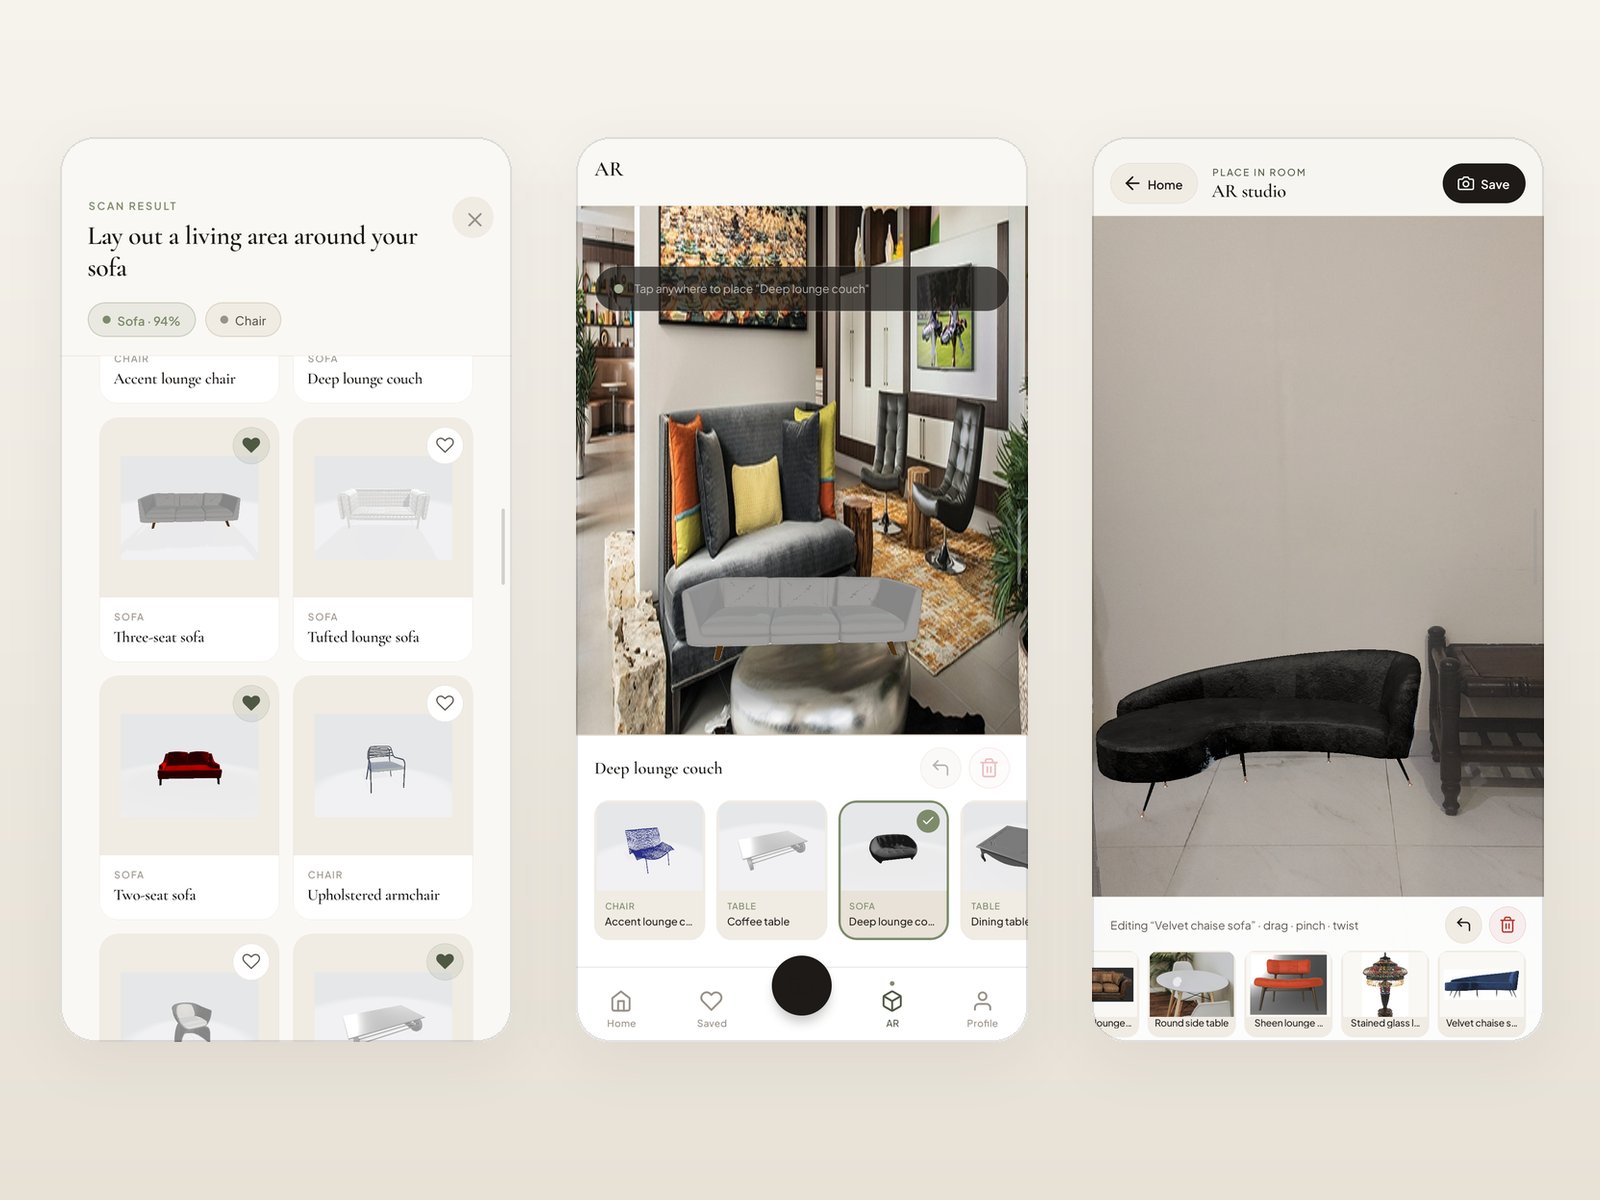 SCAN RESULT
Lay out a living area around your
sofa
Sofa · 94%
Chair
CHAIR
Accent lounge chair
SOFA
Deep lounge couch
SOFA
Three-seat sofa
SOFA
Tufted lounge sofa
SOFA
Two-seat sofa
CHAIR
Upholstered armchair
AR
Tap anywhere to place "Deep lounge couch"
Deep lounge couch
CHAIR
Accent lounge c...
TABLE
Coffee table
SOFA
Deep lounge co...
TABLE
Dining table
Home
Saved
AR
Profile
Home
PLACE IN ROOM
AR studio
Save
Editing “Velvet chaise sofa” · drag · pinch · twist
lounge...
Round side table
Sheen lounge ...
Stained glass l...
Velvet chaise s...